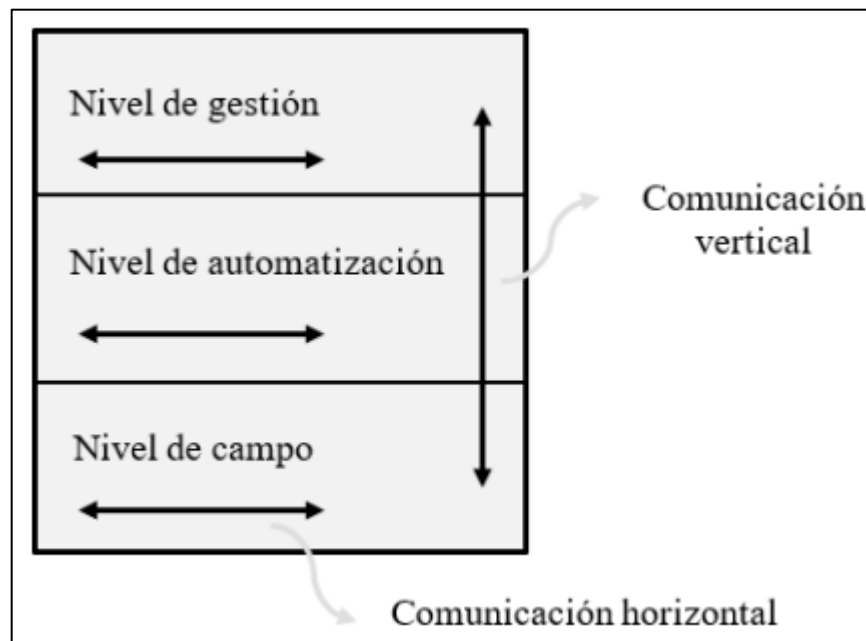 Nivel de gestión
Nivel de automatización
Nivel de campo
Comunicación
vertical
Comunicación horizontal